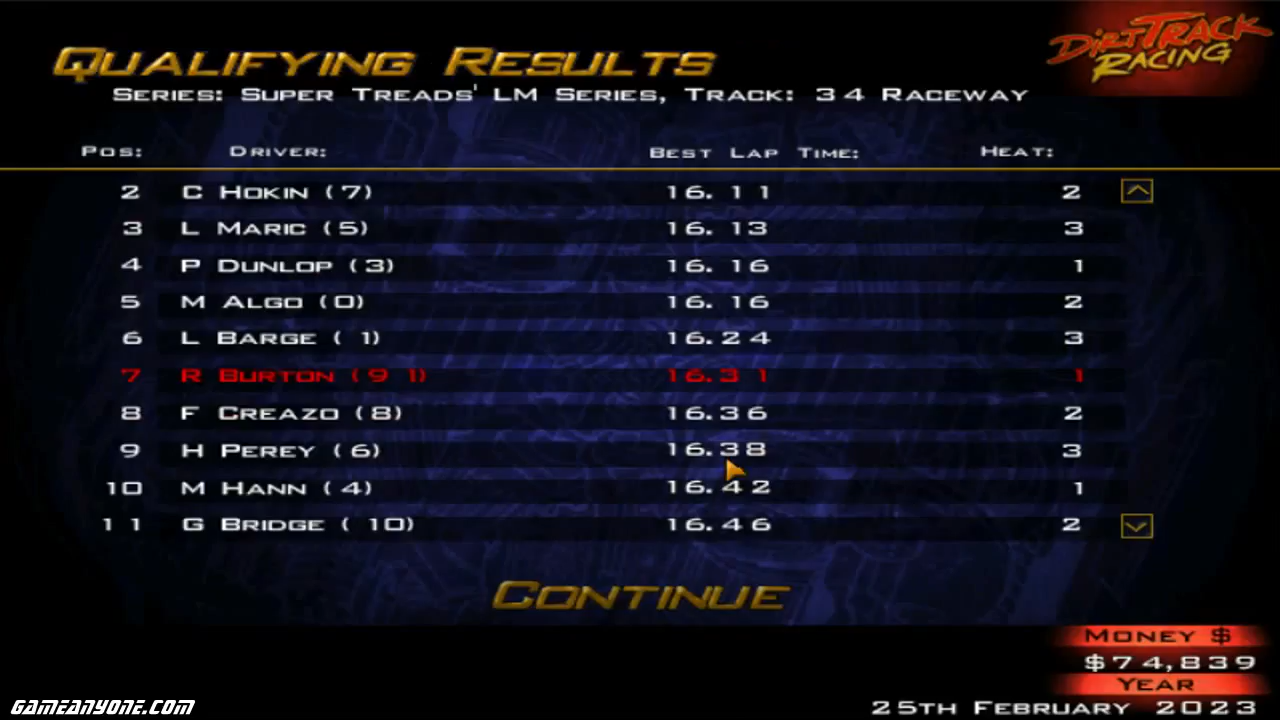 Dirt Track Racing
Qualifying Results
Series: Super Treads' LM Series, Track: 34 Raceway
Pos: Driver: Best Lap Time: Heat:
2 C Hokin (7) 16.11 2
3 L Maric (5) 16.13 3
4 P Dunlop (3) 16.16 1
5 M Algo (0) 16.16 2
6 L Barge (1) 16.24 3
7 R Burton (91) 16.31 1
8 F Creazo (8) 16.36 2
9 H Perey (6) 16.38 3
10 M Hann (4) 16.42 1
11 G Bridge (10) 16.46 2
Continue
Money $
$74,839
Year
25th February 2023
GAMEANYONE.COM